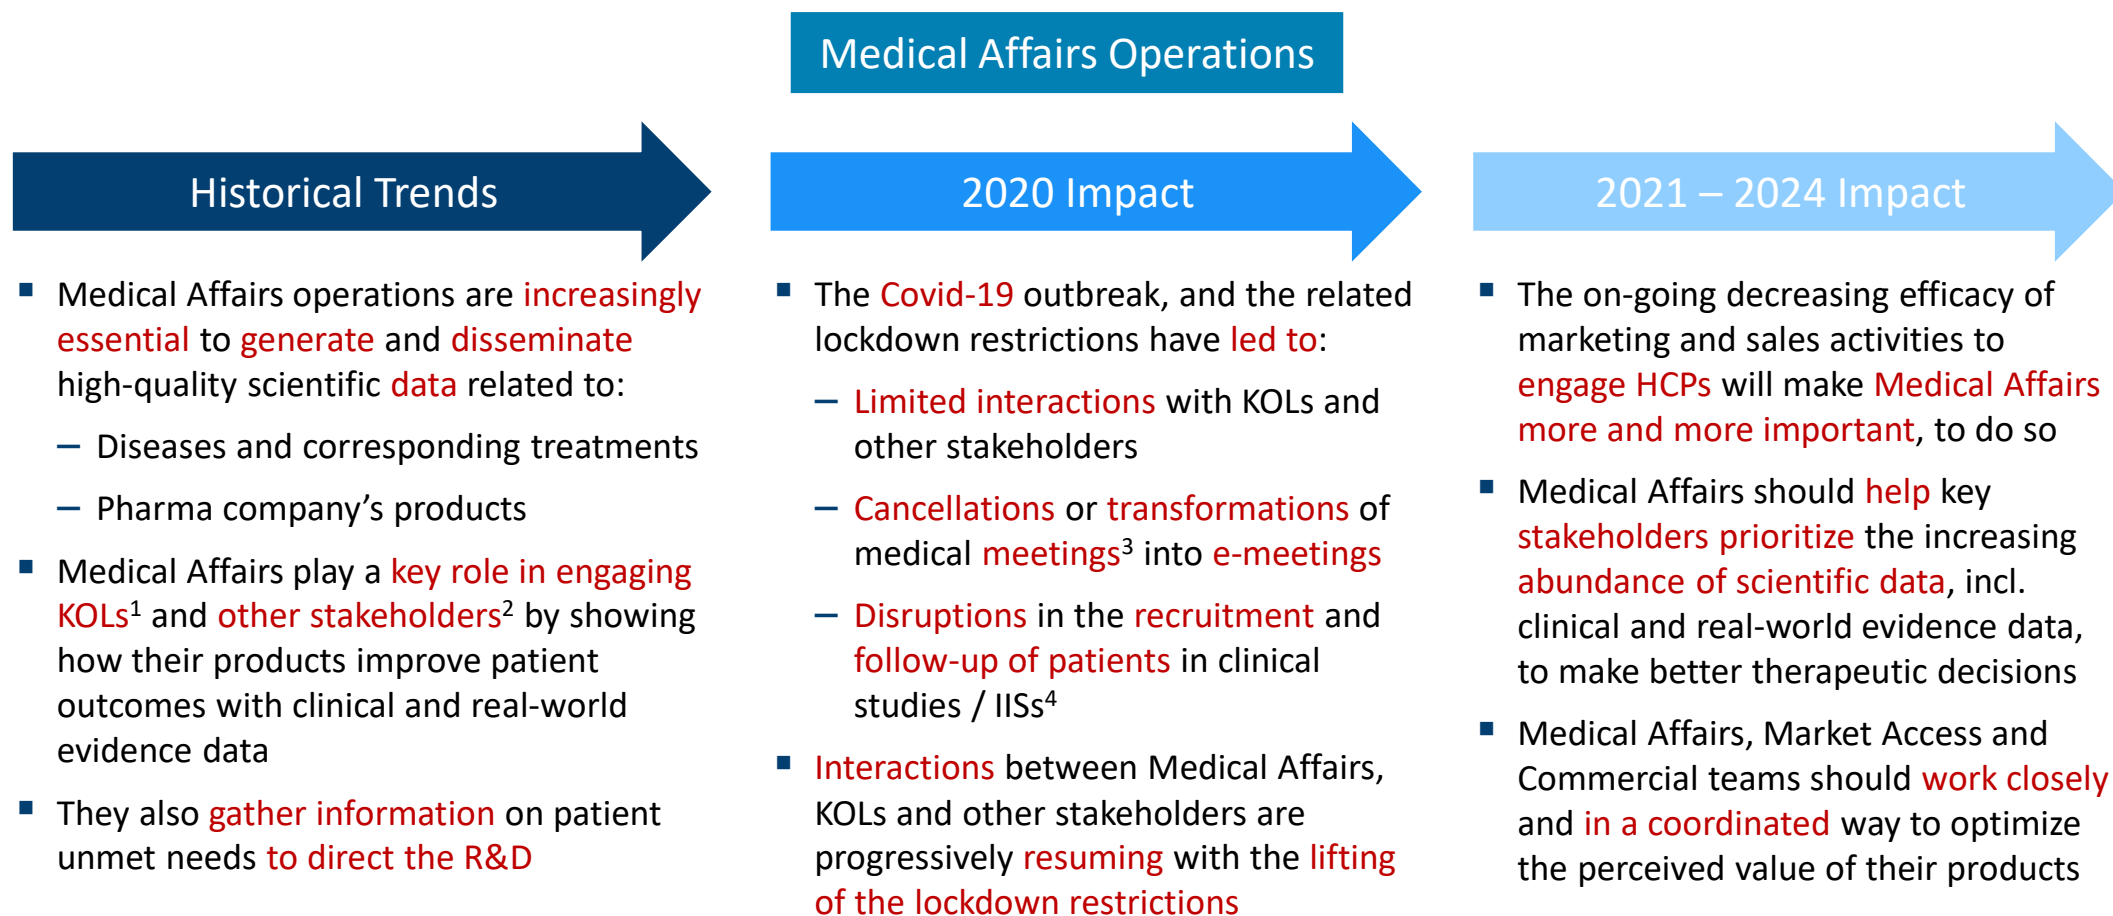 Medical Affairs Operations
Historical Trends
▪ Medical Affairs operations are increasingly
essential to generate and disseminate
high-quality scientific data related to:
– Diseases and corresponding treatments
– Pharma company’s products
▪ Medical Affairs play a key role in engaging
KOLs¹ and other stakeholders² by showing
how their products improve patient
outcomes with clinical and real-world
evidence data
▪ They also gather information on patient
unmet needs to direct the R&D
2020 Impact
▪ The Covid-19 outbreak, and the related
lockdown restrictions have led to:
– Limited interactions with KOLs and
other stakeholders
– Cancellations or transformations of
medical meetings³ into e-meetings
– Disruptions in the recruitment and
follow-up of patients in clinical
studies / IISs⁴
▪ Interactions between Medical Affairs,
KOLs and other stakeholders are
progressively resuming with the lifting
of the lockdown restrictions
2021 – 2024 Impact
▪ The on-going decreasing efficacy of
marketing and sales activities to
engage HCPs will make Medical Affairs
more and more important, to do so
▪ Medical Affairs should help key
stakeholders prioritize the increasing
abundance of scientific data, incl.
clinical and real-world evidence data,
to make better therapeutic decisions
▪ Medical Affairs, Market Access and
Commercial teams should work closely
and in a coordinated way to optimize
the perceived value of their products